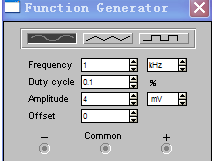 Function Generator
Frequency 1 kHz
Duty cycle 0.1 %
Amplitude 4 mV
Offset 0
− Common +